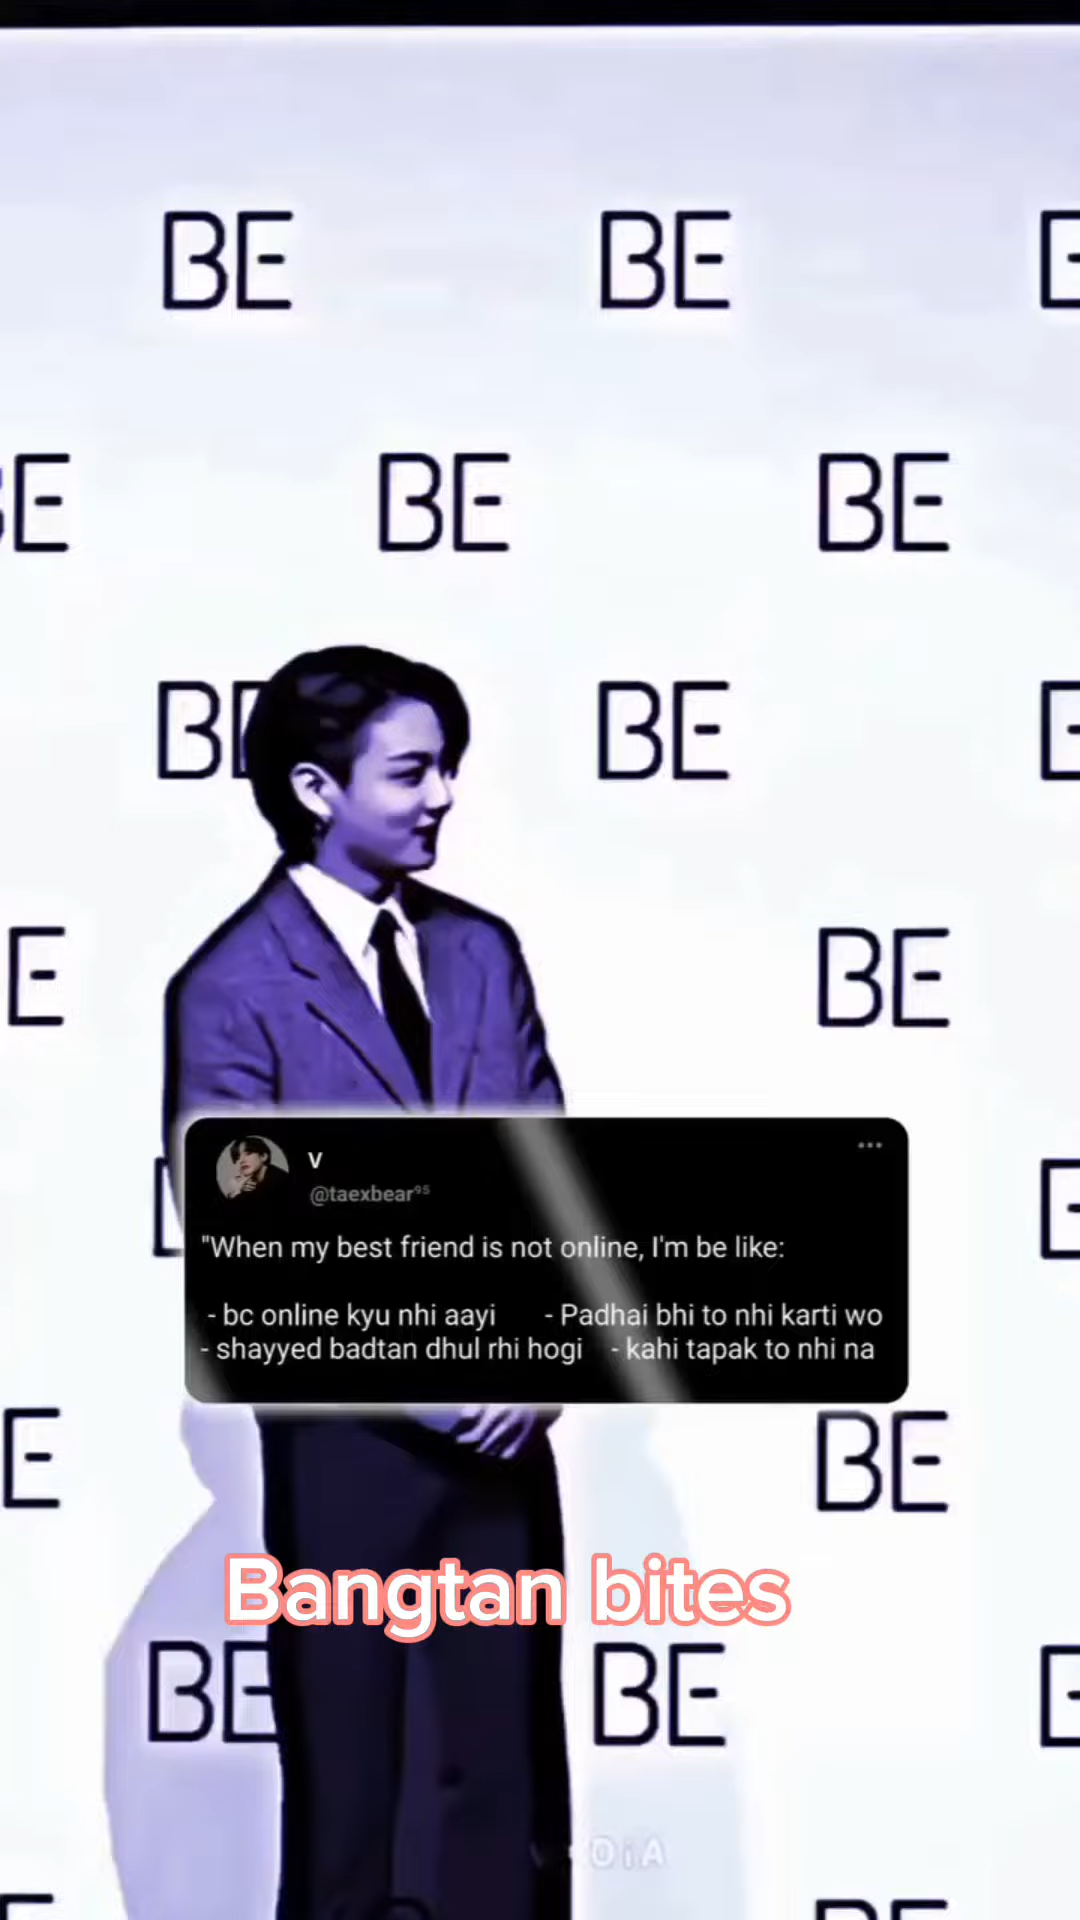 BE BE
BE BE
BE BE
E BE
v
@taexbear⁹⁵
"When my best friend is not online, I'm be like:
- bc online kyu nhi aayi - Padhai bhi to nhi karti wo
- shayyed badtan dhul rhi hogi - kahi tapak to nhi na
E BE
Bangtan bites
BE BE